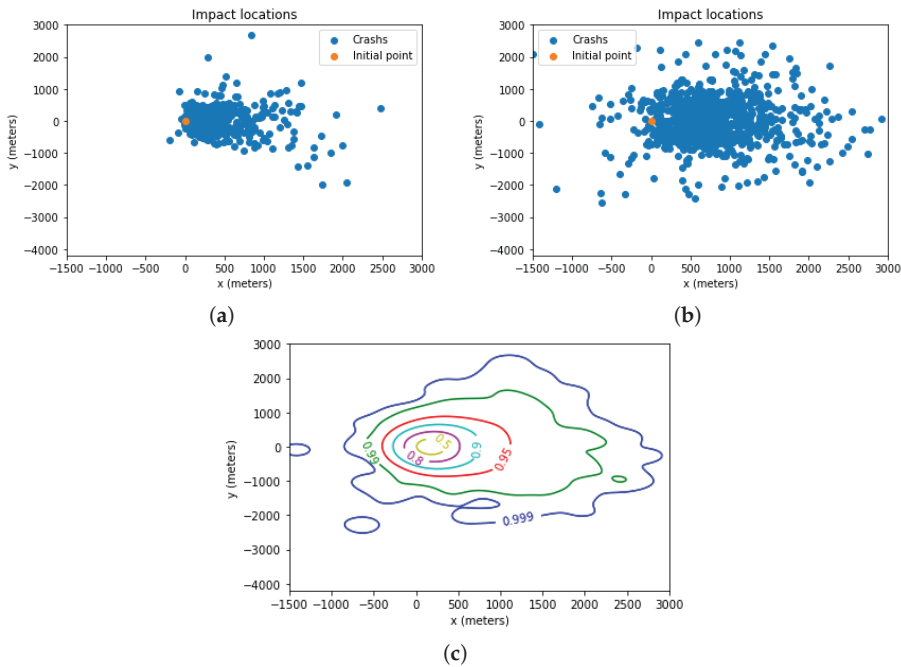 Impact locations
3000
2000
1000
0
−1000
−2000
−3000
−4000
y (meters)
Crashs
Initial point
−1500 −1000 −500 0 500 1000 1500 2000 2500 3000
x (meters)
(a)
Impact locations
3000
2000
1000
0
−1000
−2000
−3000
−4000
y (meters)
Crashs
Initial point
−1500 −1000 −500 0 500 1000 1500 2000 2500 3000
x (meters)
(b)
3000
2000
1000
0
−1000
−2000
−3000
−4000
y (meters)
0.99
0.8
0.5
0.9
0.95
0.999
−1500 −1000 −500 0 500 1000 1500 2000 2500 3000
x (meters)
(c)